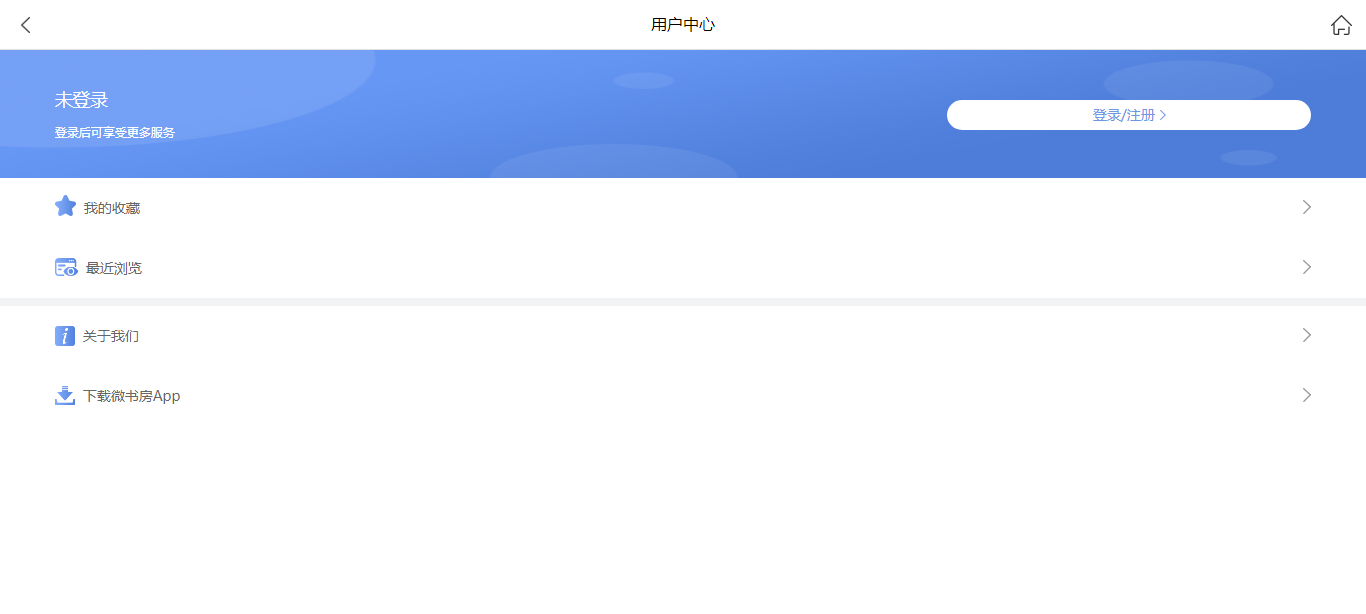 用户中心
未登录
登录后可享受更多服务
登录/注册
我的收藏
最近浏览
关于我们
下载微书房App